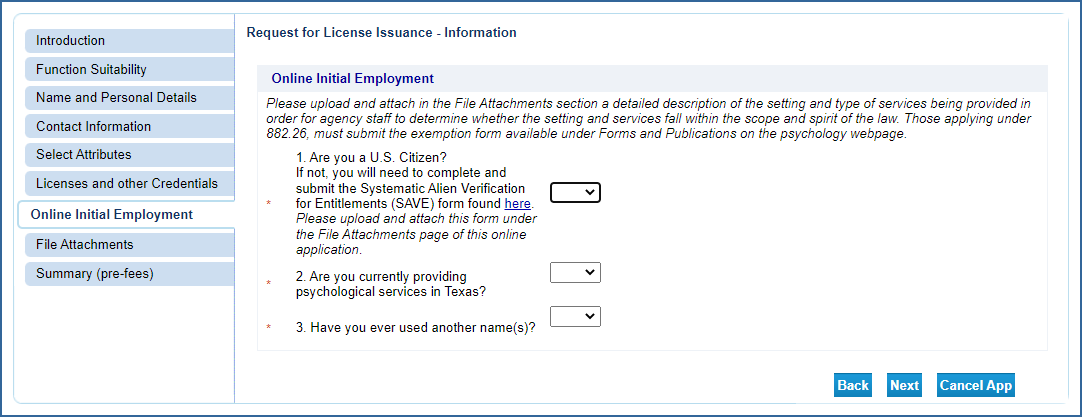 Introduction
Function Suitability
Name and Personal Details
Contact Information
Select Attributes
Licenses and other Credentials
Online Initial Employment
File Attachments
Summary (pre-fees)
Request for License Issuance - Information
Online Initial Employment
Please upload and attach in the File Attachments section a detailed description of the setting and type of services being provided in
order for agency staff to determine whether the setting and services fall within the scope and spirit of the law. Those applying under
882.26, must submit the exemption form available under Forms and Publications on the psychology webpage.
1. Are you a U.S. Citizen?
If not, you will need to complete and
submit the Systematic Alien Verification
* for Entitlements (SAVE) form found here.
Please upload and attach this form under
the File Attachments page of this online
application.
* 2. Are you currently providing
psychological services in Texas?
* 3. Have you ever used another name(s)?
Back Next Cancel App